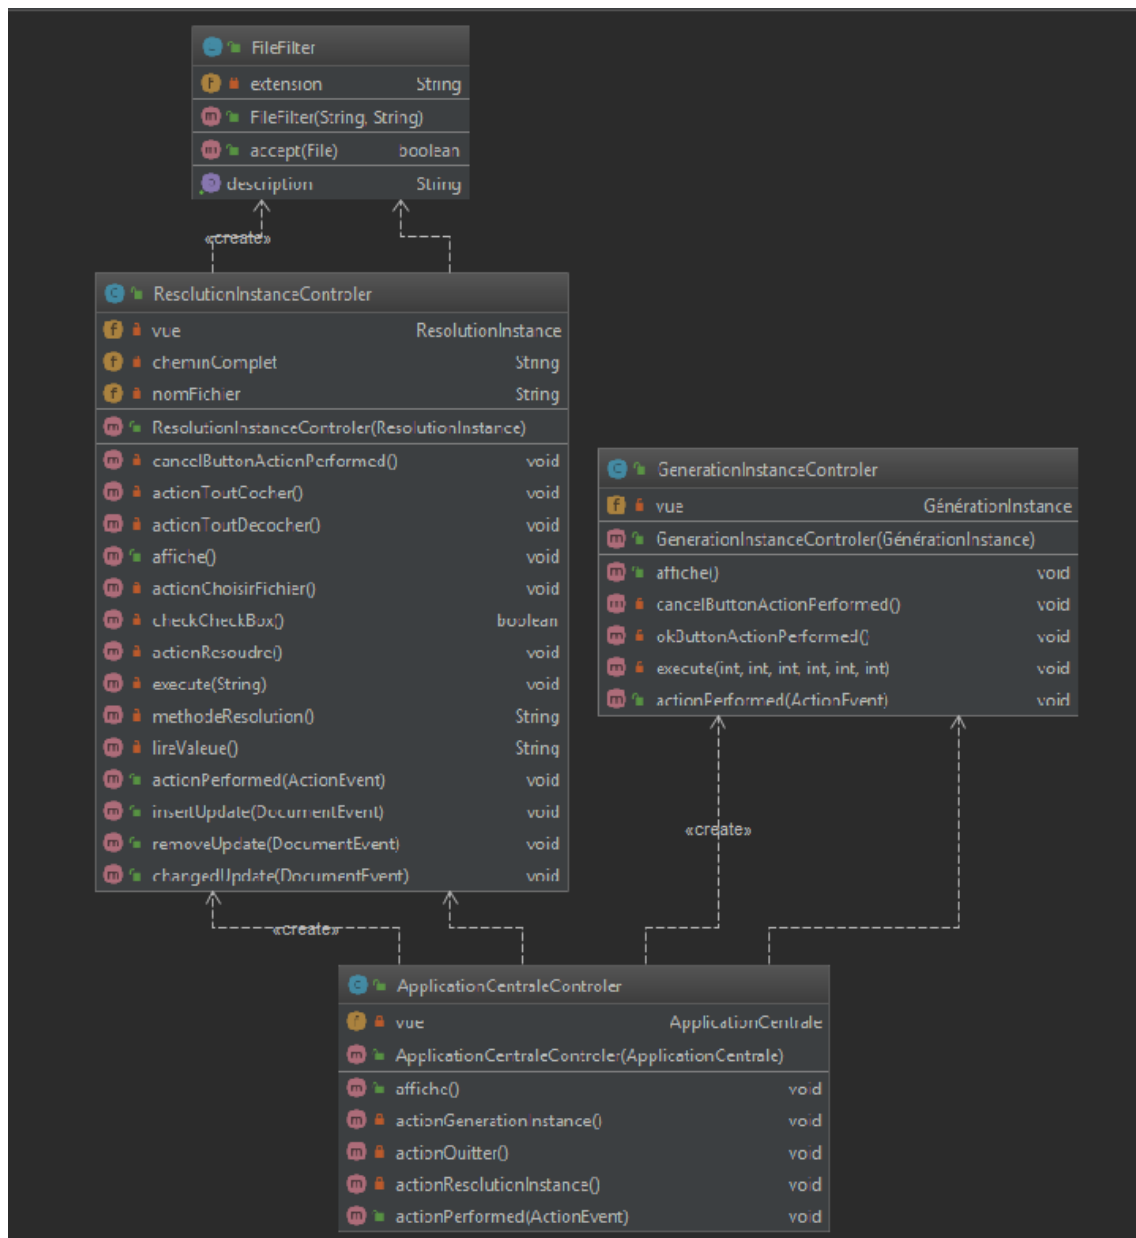 FileFilter
extension String
FileFilter(String, String)
accept(File) boolean
description String
«create»
ResolutionInstanceControler
vue ResolutionInstance
cheminComplet String
nomFichier String
ResolutionInstanceControler(ResolutionInstance)
cancelButtonActionPerformed() void
actionToutCocher() void
actionToutDecocher() void
affiche() void
actionChoisirFichier() void
checkCheckBox() boolean
actionResoudre() void
execute(String) void
methodeResolution() String
lireValeue() String
actionPerformed(ActionEvent) void
insertUpdate(DocumentEvent) void
removeUpdate(DocumentEvent) void
changedUpdate(DocumentEvent) void
GenerationInstanceControler
vue GénérationInstance
GenerationInstanceControler(GénérationInstance)
affiche() void
cancelButtonActionPerformed() void
okButtonActionPerformed() void
execute(int, int, int, int, int, int) void
actionPerformed(ActionEvent) void
«create»
«create»
ApplicationCentraleControler
vue ApplicationCentrale
ApplicationCentraleControler(ApplicationCentrale)
affiche() void
actionGenerationInstance() void
actionQuitter() void
actionResolutionInstance() void
actionPerformed(ActionEvent) void